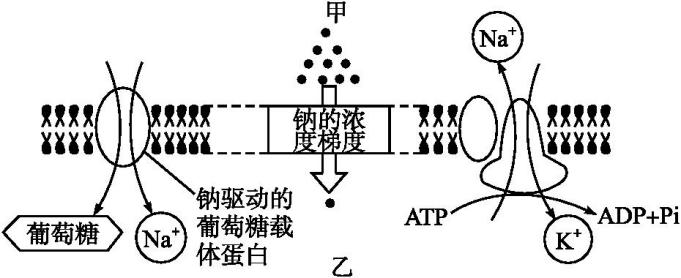 甲
Na⁺
钠的浓
度梯度
钠驱动的
葡萄糖载
体蛋白
葡萄糖
Na⁺
ATP
ADP+Pi
K⁺
乙